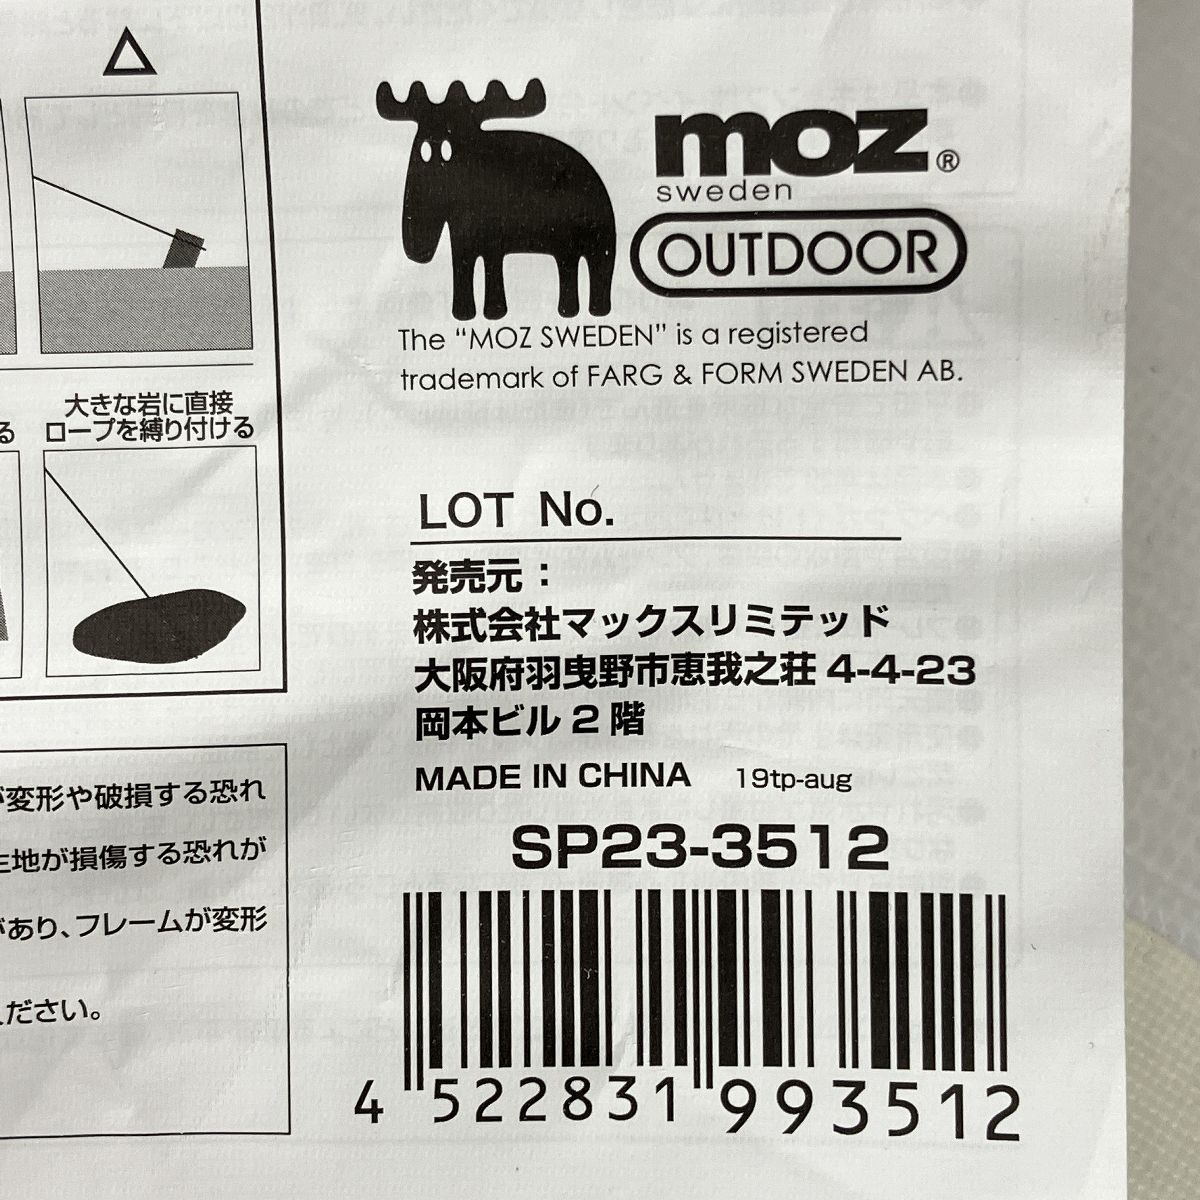 moz®
sweden
OUTDOOR
The “MOZ SWEDEN” is a registered
trademark of FARG & FORM SWEDEN AB.
大きな岩に直接
る ロープを縛り付ける
LOT No.
発売元：
株式会社マックスリミテッド
大阪府羽曳野市恵我之荘 4-4-23
岡本ビル 2 階
MADE IN CHINA 19tp-aug
SP23-3512
4 522831 993512
変形や破損する恐れ
生地が損傷する恐れが
があり、フレームが変形
ください。